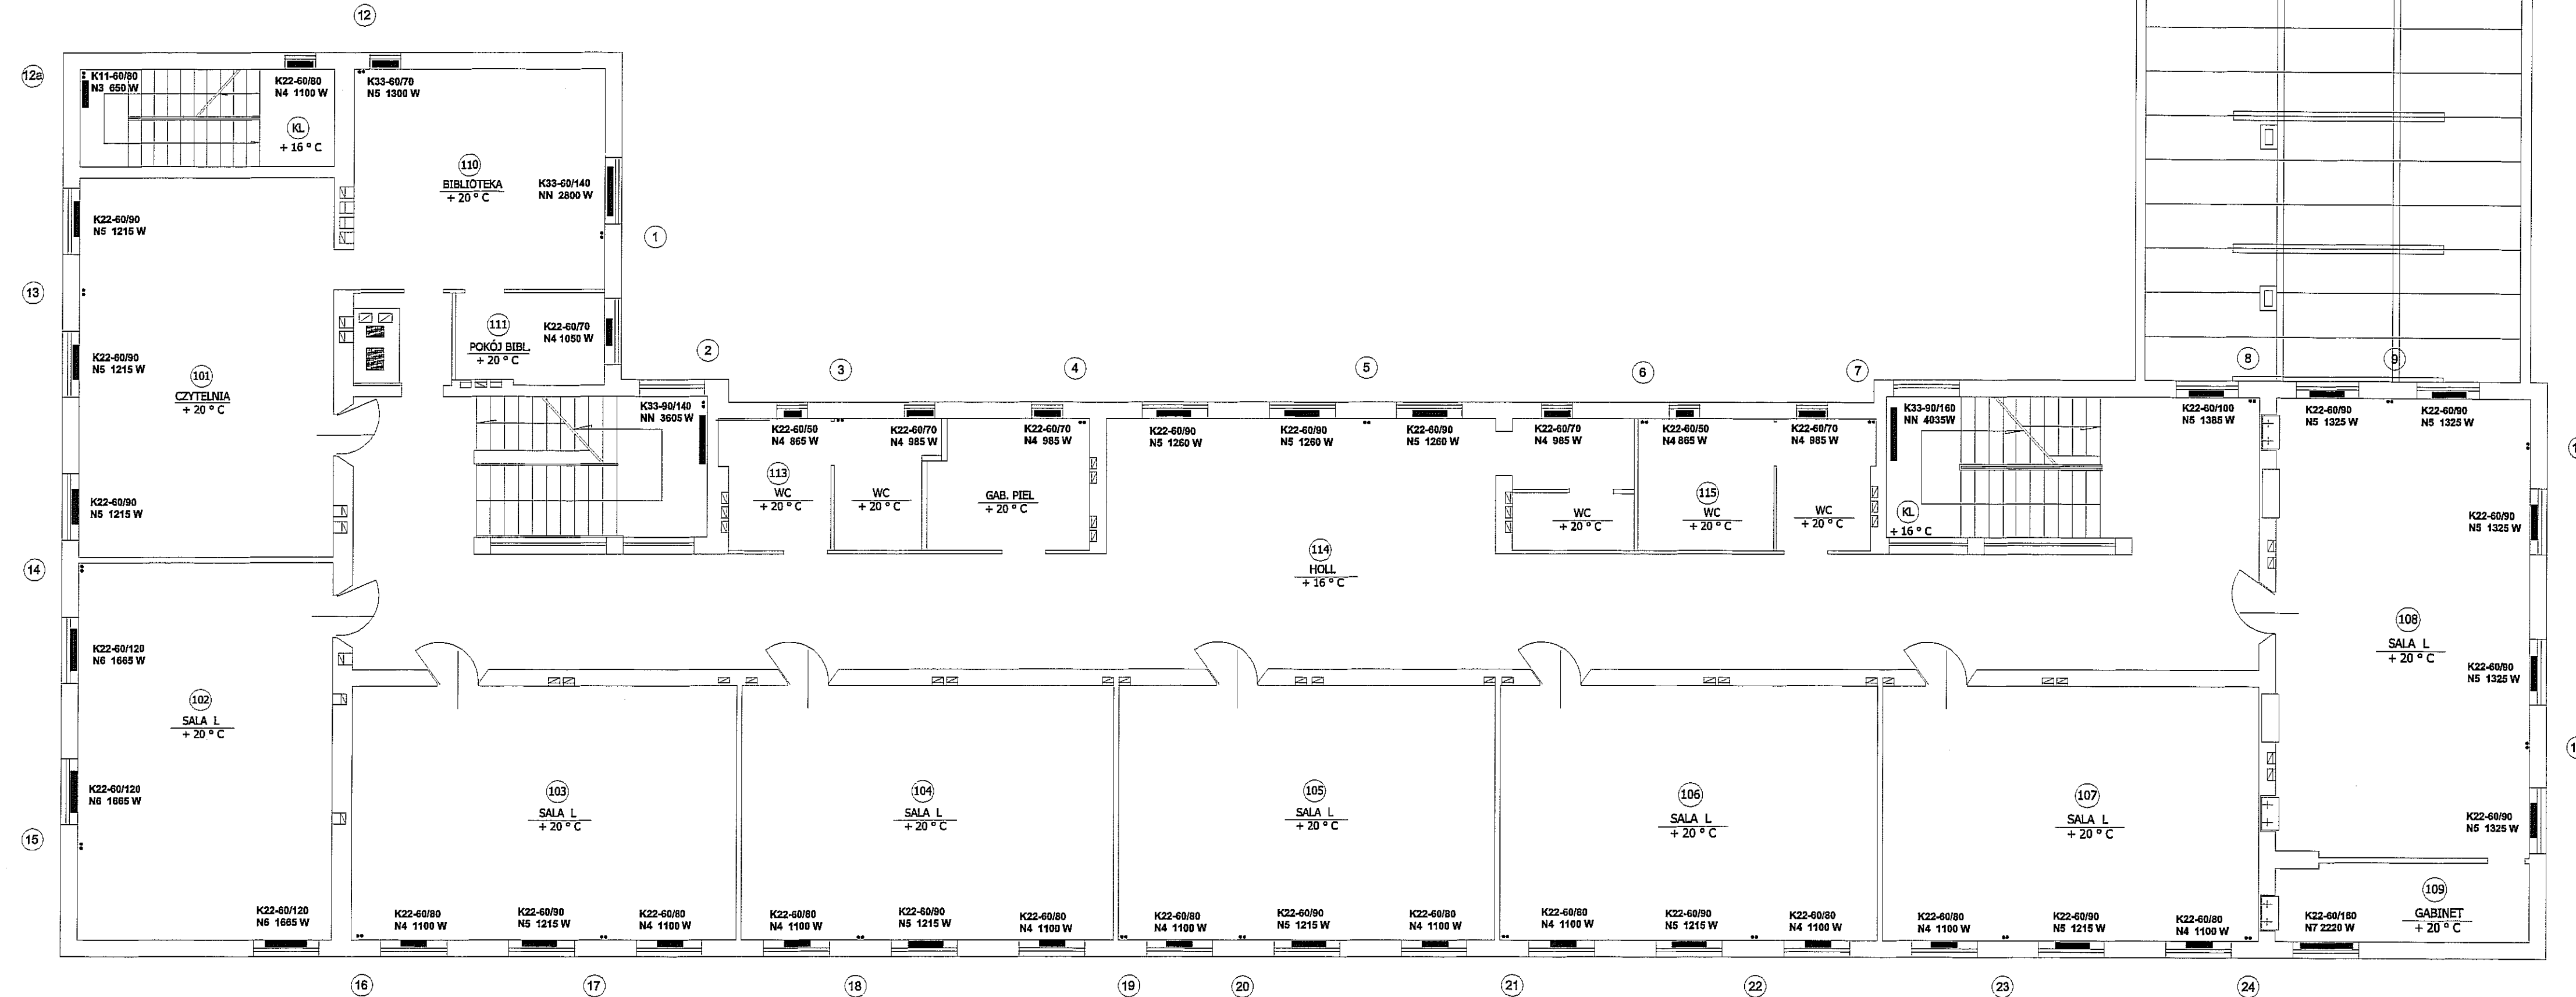 12
12a
K11-60/80
N3 650 W
K22-60/80
N4 1100 W
KL
+ 16 ° C
K33-60/70
N5 1300 W
110
BIBLIOTEKA
+ 20 ° C
K33-60/140
NN 2800 W
K22-60/90
N5 1215 W
1
13
111
POKÓJ BIBL.
+ 20 ° C
K22-60/70
N4 1050 W
K22-60/90
N5 1215 W
101
CZYTELNIA
+ 20 ° C
2
3
4
5
6
7
8
9
K33-90/140
NN 3605 W
K22-60/50
N4 865 W
K22-60/70
N4 985 W
K22-60/70
N4 985 W
K22-60/90
N5 1260 W
K22-60/90
N5 1260 W
K22-60/90
N5 1260 W
K22-60/70
N4 985 W
K22-60/50
N4 865 W
K22-60/70
N4 985 W
K33-90/160
NN 4035W
K22-60/100
N5 1385 W
K22-60/90
N5 1325 W
K22-60/90
N5 1325 W
K22-60/90
N5 1215 W
113
WC
+ 20 ° C
WC
+ 20 ° C
GAB. PIEL
+ 20 ° C
WC
+ 20 ° C
115
WC
+ 20 ° C
WC
+ 20 ° C
KL
+ 16 ° C
K22-60/90
N5 1325 W
14
114
HOLL
+ 16 ° C
K22-60/120
N6 1665 W
108
SALA L
+ 20 ° C
K22-60/90
N5 1325 W
102
SALA L
+ 20 ° C
K22-60/120
N6 1665 W
103
SALA L
+ 20 ° C
104
SALA L
+ 20 ° C
105
SALA L
+ 20 ° C
106
SALA L
+ 20 ° C
107
SALA L
+ 20 ° C
K22-60/90
N5 1325 W
15
109
GABINET
+ 20 ° C
K22-60/120
N6 1665 W
K22-60/80
N4 1100 W
K22-60/90
N5 1215 W
K22-60/80
N4 1100 W
K22-60/80
N4 1100 W
K22-60/90
N5 1215 W
K22-60/80
N4 1100 W
K22-60/80
N4 1100 W
K22-60/90
N5 1215 W
K22-60/80
N4 1100 W
K22-60/80
N4 1100 W
K22-60/90
N5 1215 W
K22-60/80
N4 1100 W
K22-60/80
N4 1100 W
K22-60/90
N5 1215 W
K22-60/80
N4 1100 W
K22-60/160
N7 2220 W
16
17
18
19
20
21
22
23
24